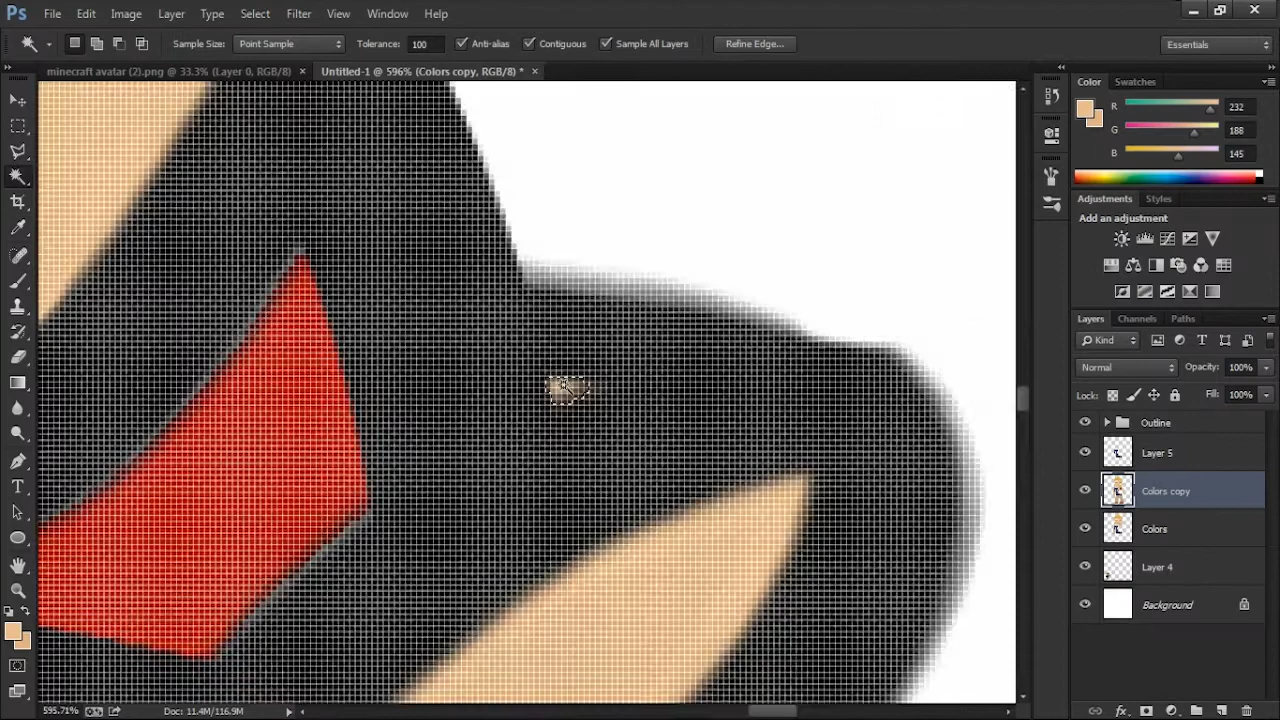 Ps File Edit Image Layer Type Select Filter View Window Help
Sample Size: Point Sample Tolerance: 100 Anti-alias Contiguous Sample All Layers Refine Edge... Essentials
minecraft avatar (2).png @ 33.3% (Layer 0, RGB/8) × Untitled-1 @ 596% (Colors copy, RGB/8) * ×
Color Swatches
R 232
G 188
B 145
Adjustments Styles
Add an adjustment
Layers Channels Paths
Kind
Normal Opacity: 100%
Lock: Fill: 100%
Outline
Layer 5
Colors copy
Colors
Layer 4
Background
595.71% Doc: 11.4M/116.9M